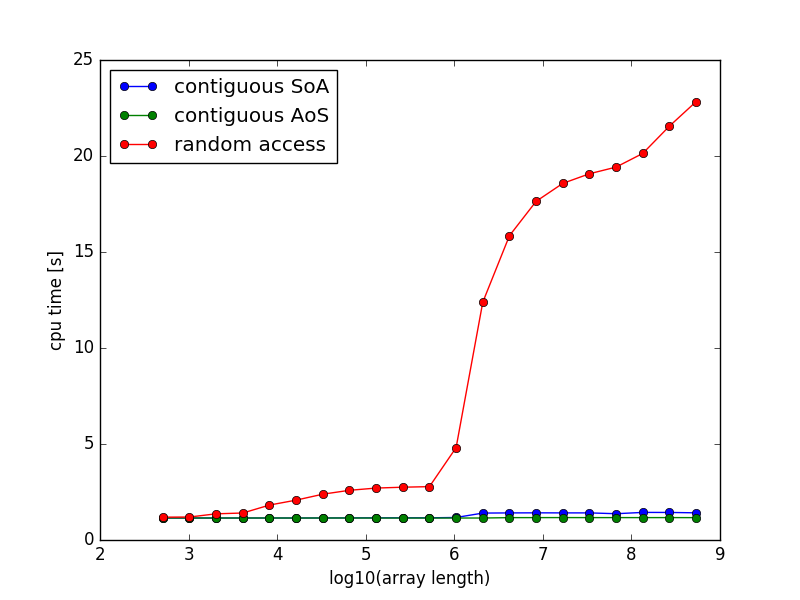 25
contiguous SoA
contiguous AoS
random access
20
15
cpu time [s]
10
5
0
2 3 4 5 6 7 8 9
log10(array length)